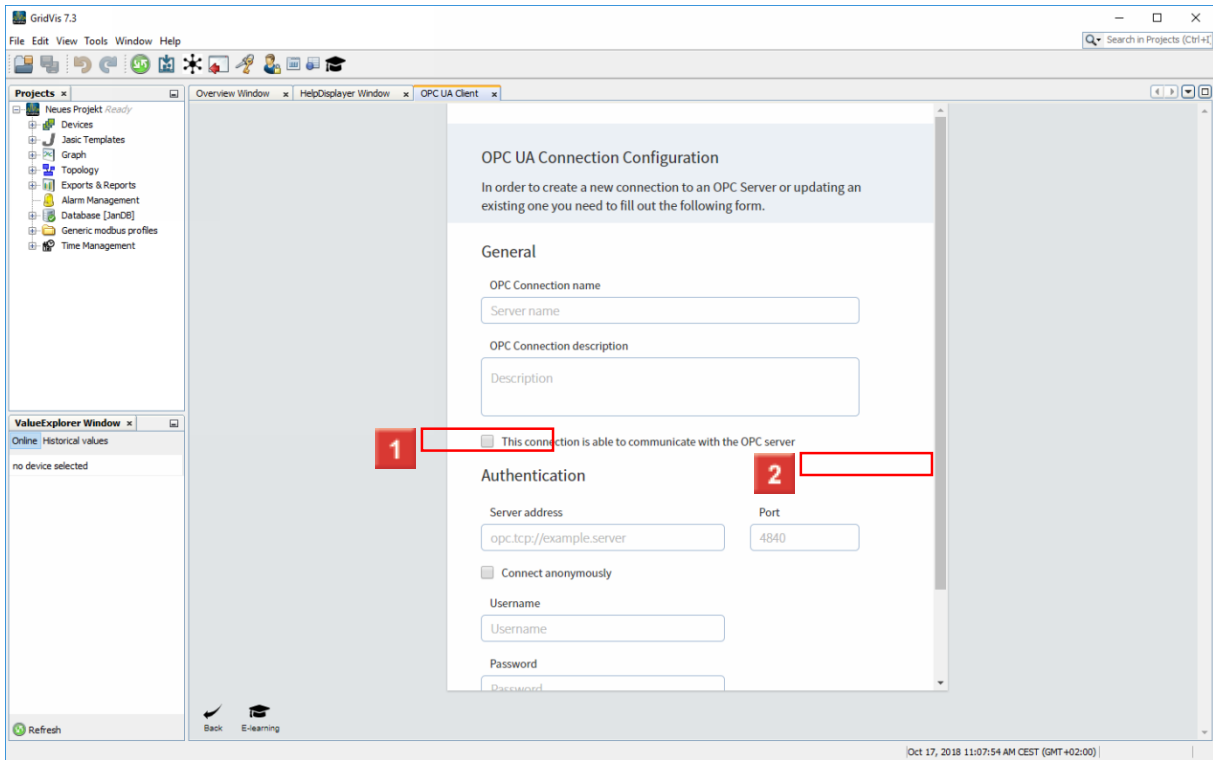 GridVis 7.3
File Edit View Tools Window Help
Search in Projects (Ctrl+I
Projects
Overview Window
HelpDisplayer Window
OPC UA Client
Neues Projekt Ready
Devices
Jasic Templates
Graph
Topology
Exports & Reports
Alarm Management
Database [JanDB]
Generic modbus profiles
Time Management
OPC UA Connection Configuration
In order to create a new connection to an OPC Server or updating an
existing one you need to fill out the following form.
General
OPC Connection name
Server name
OPC Connection description
Description
ValueExplorer Window
Online Historical values
no device selected
1
This connection is able to communicate with the OPC server
2
Authentication
Server address
Port
opc.tcp://example.server
4840
Connect anonymously
Username
Username
Password
Password
Refresh
Back
E-learning
Oct 17, 2018 11:07:54 AM CEST (GMT+02:00)